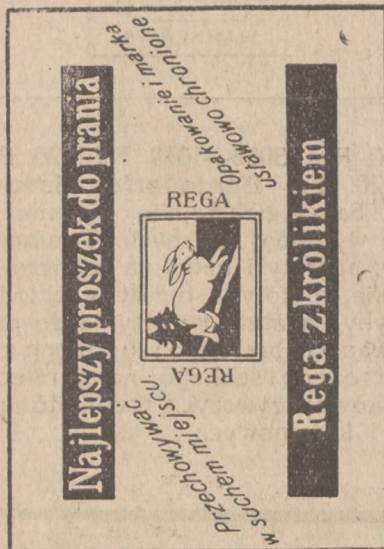 Najlepszy proszek do prania
Opakowanie i marka
ustawowo chronione
REGA
REGA
Przechowywać
w suchem miejscu
Rega z królikiem